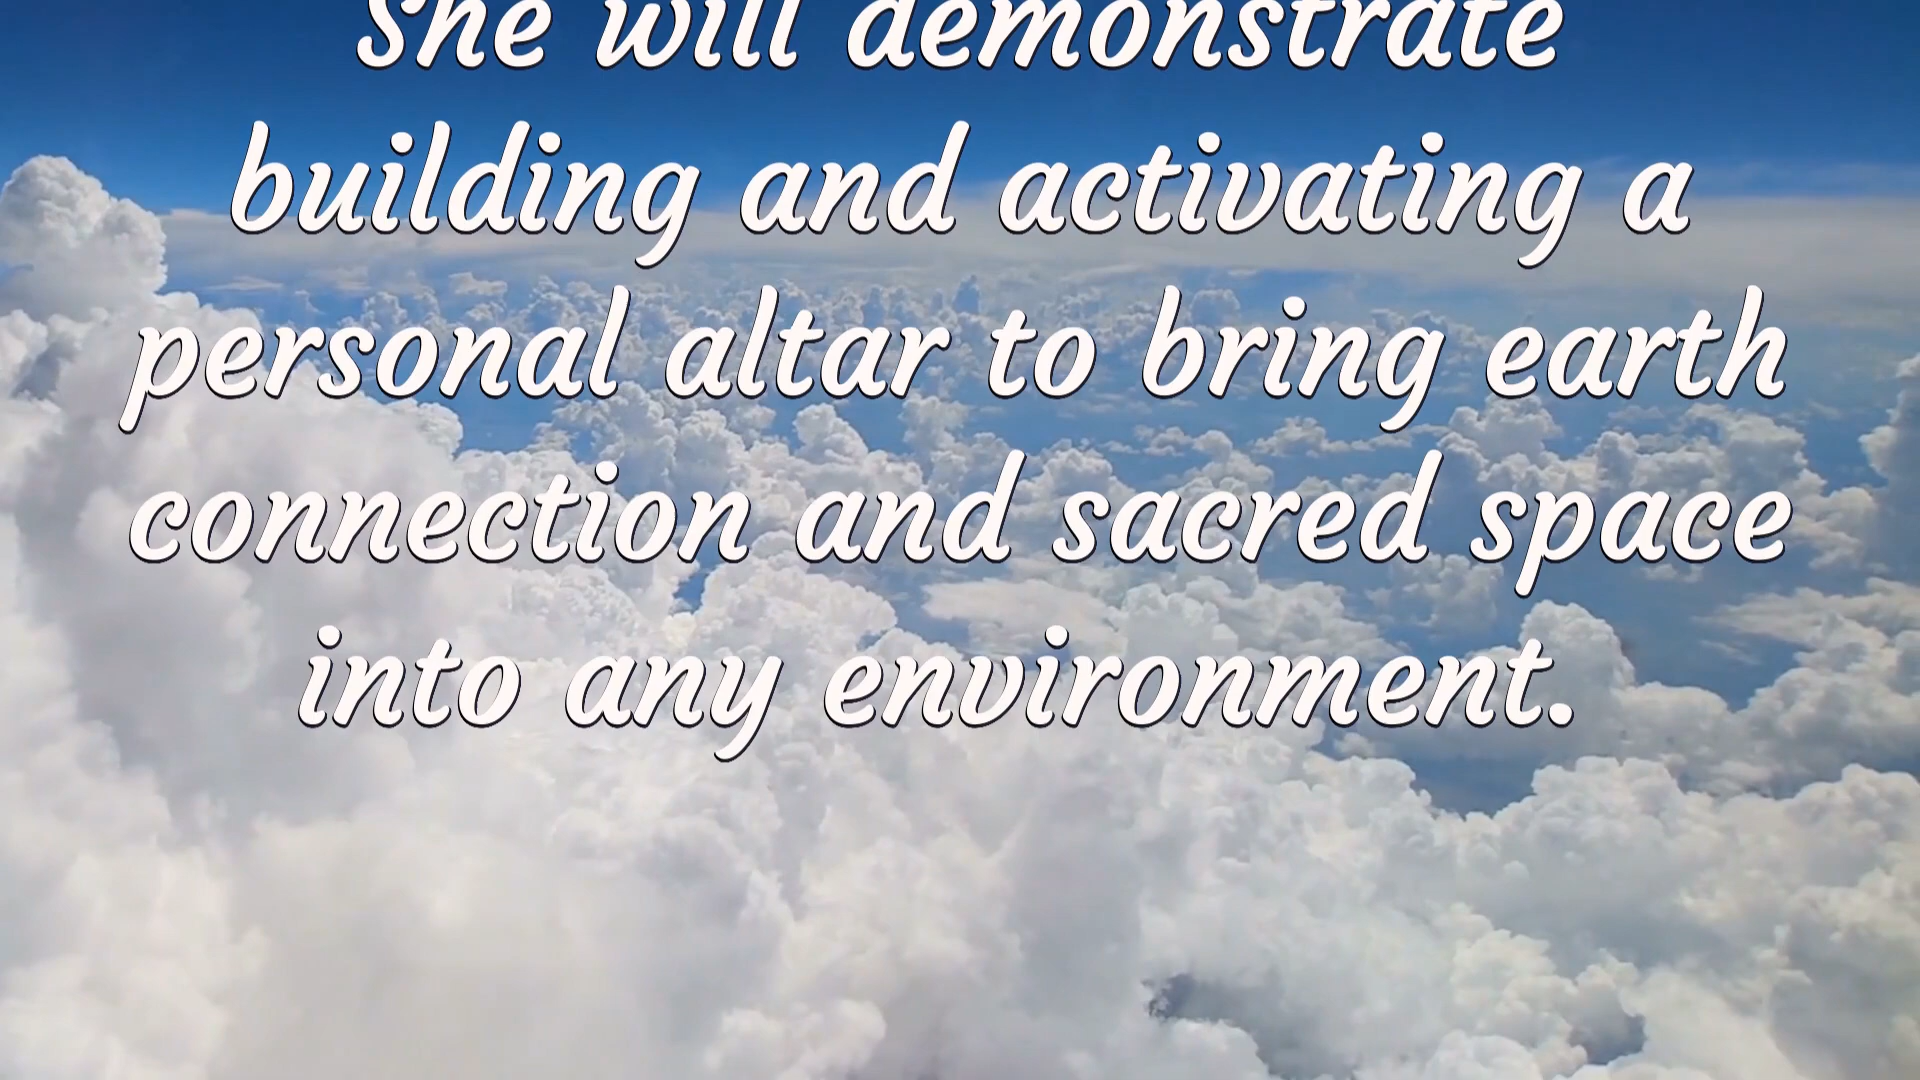 She will demonstrate
building and activating a
personal altar to bring earth
connection and sacred space
into any environment.